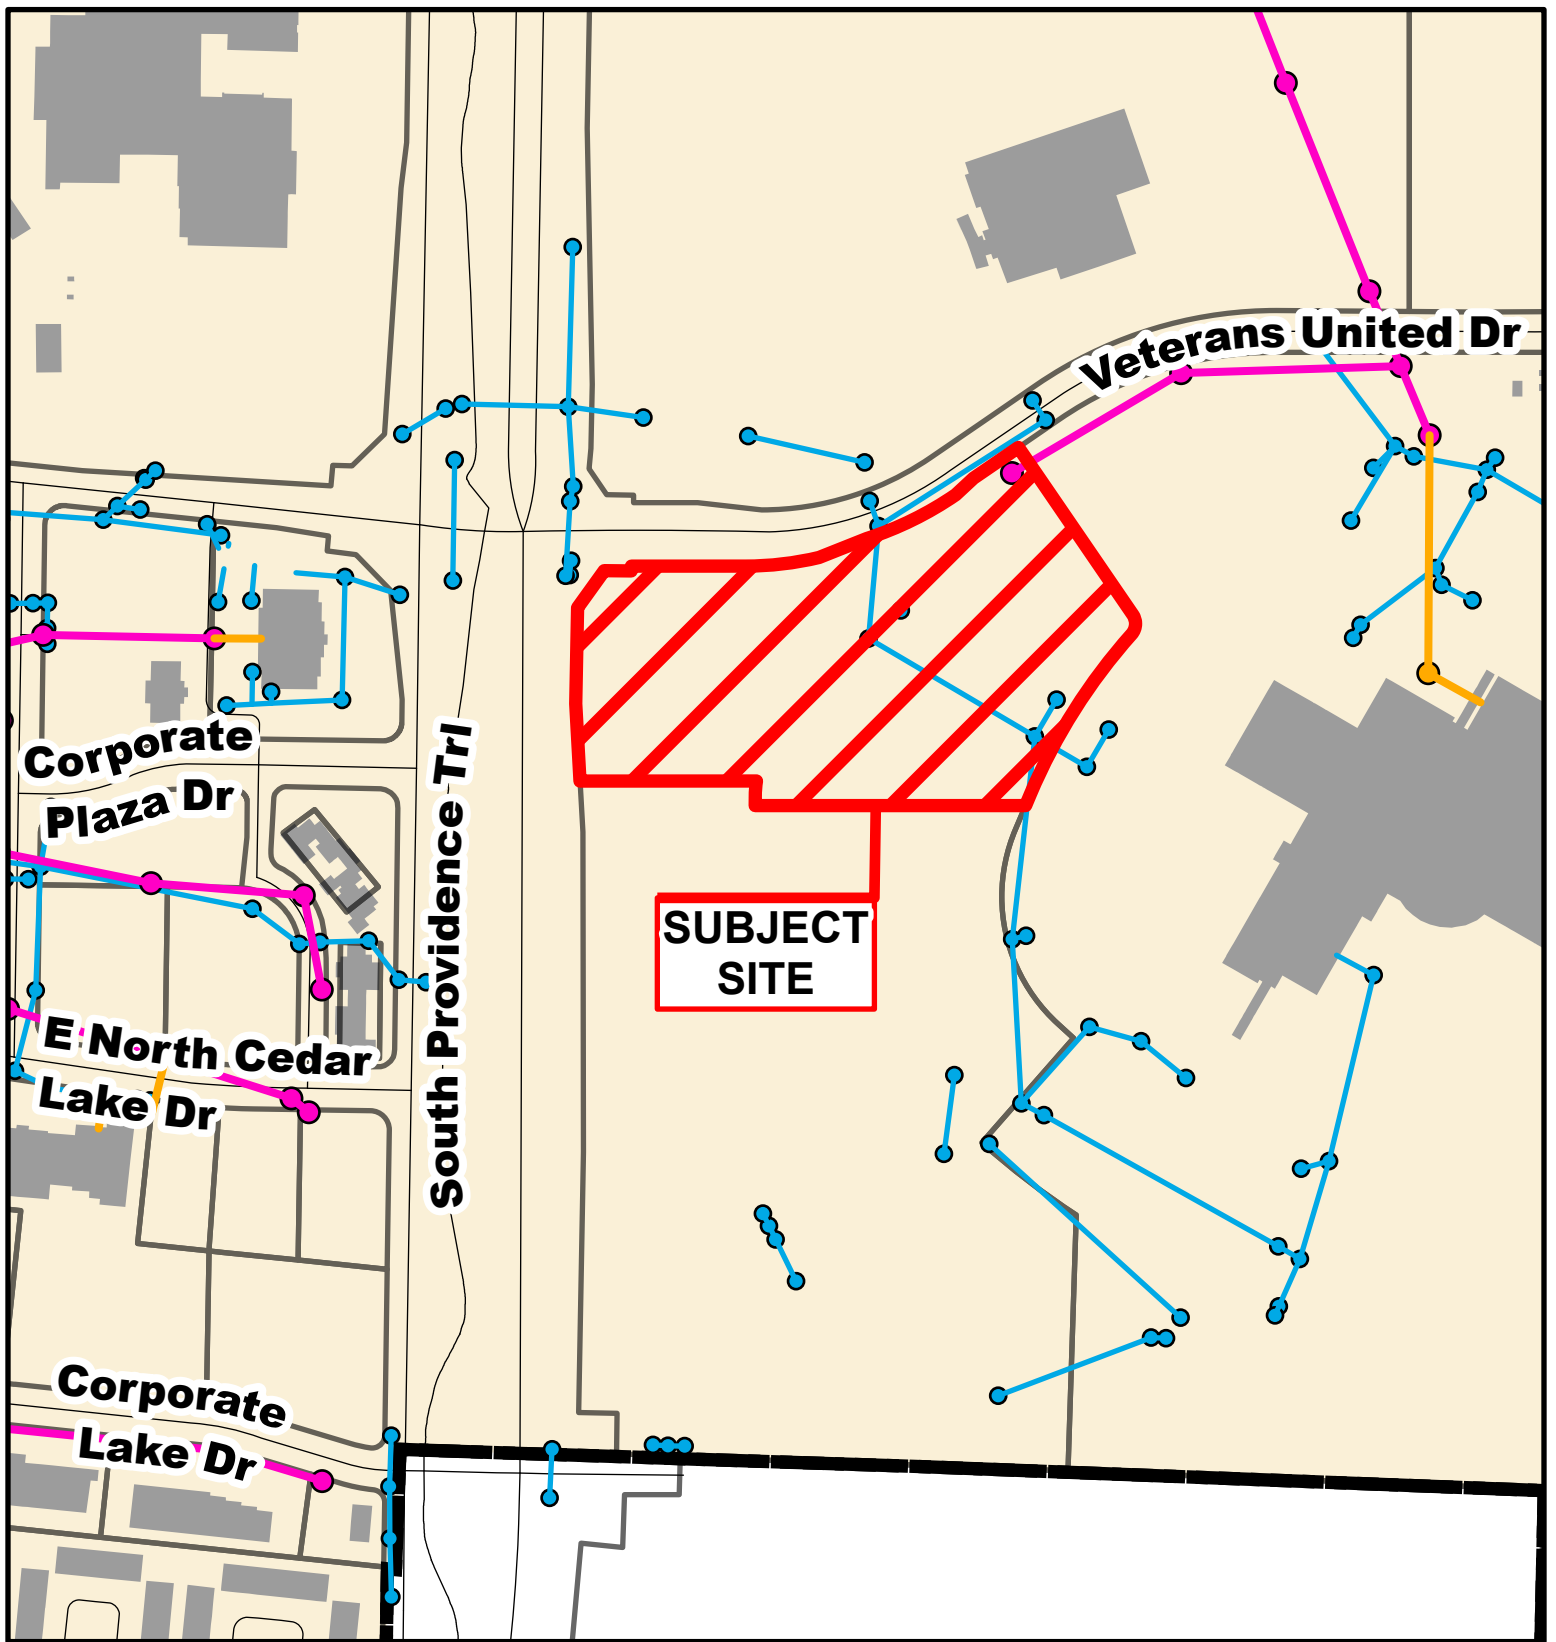 Veterans United Dr
Corporate
Plaza Dr
South Providence Trl
SUBJECT
SITE
E North Cedar
Lake Dr
Corporate
Lake Dr